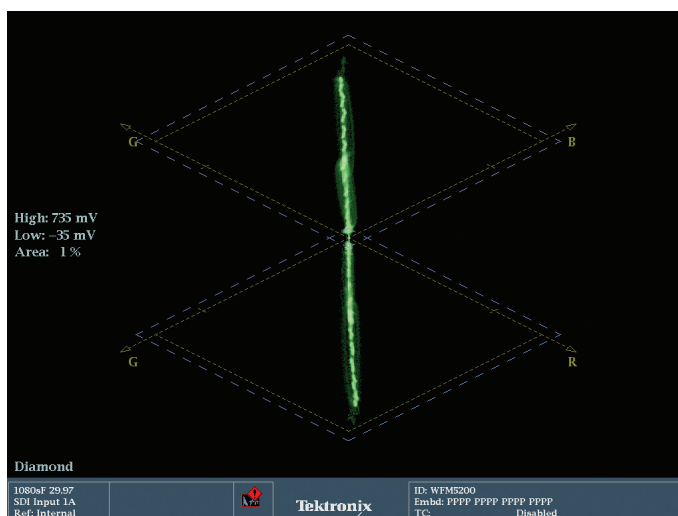 G
B
High: 735 mV
Low: −35 mV
Area: 1 %
G
R
Diamond
1080sF 29.97
SDI Input 1A
Ref: Internal
Tektronix
ID: WFM5200
Embd: PPPP PPPP PPPP PPPP
TC: Disabled